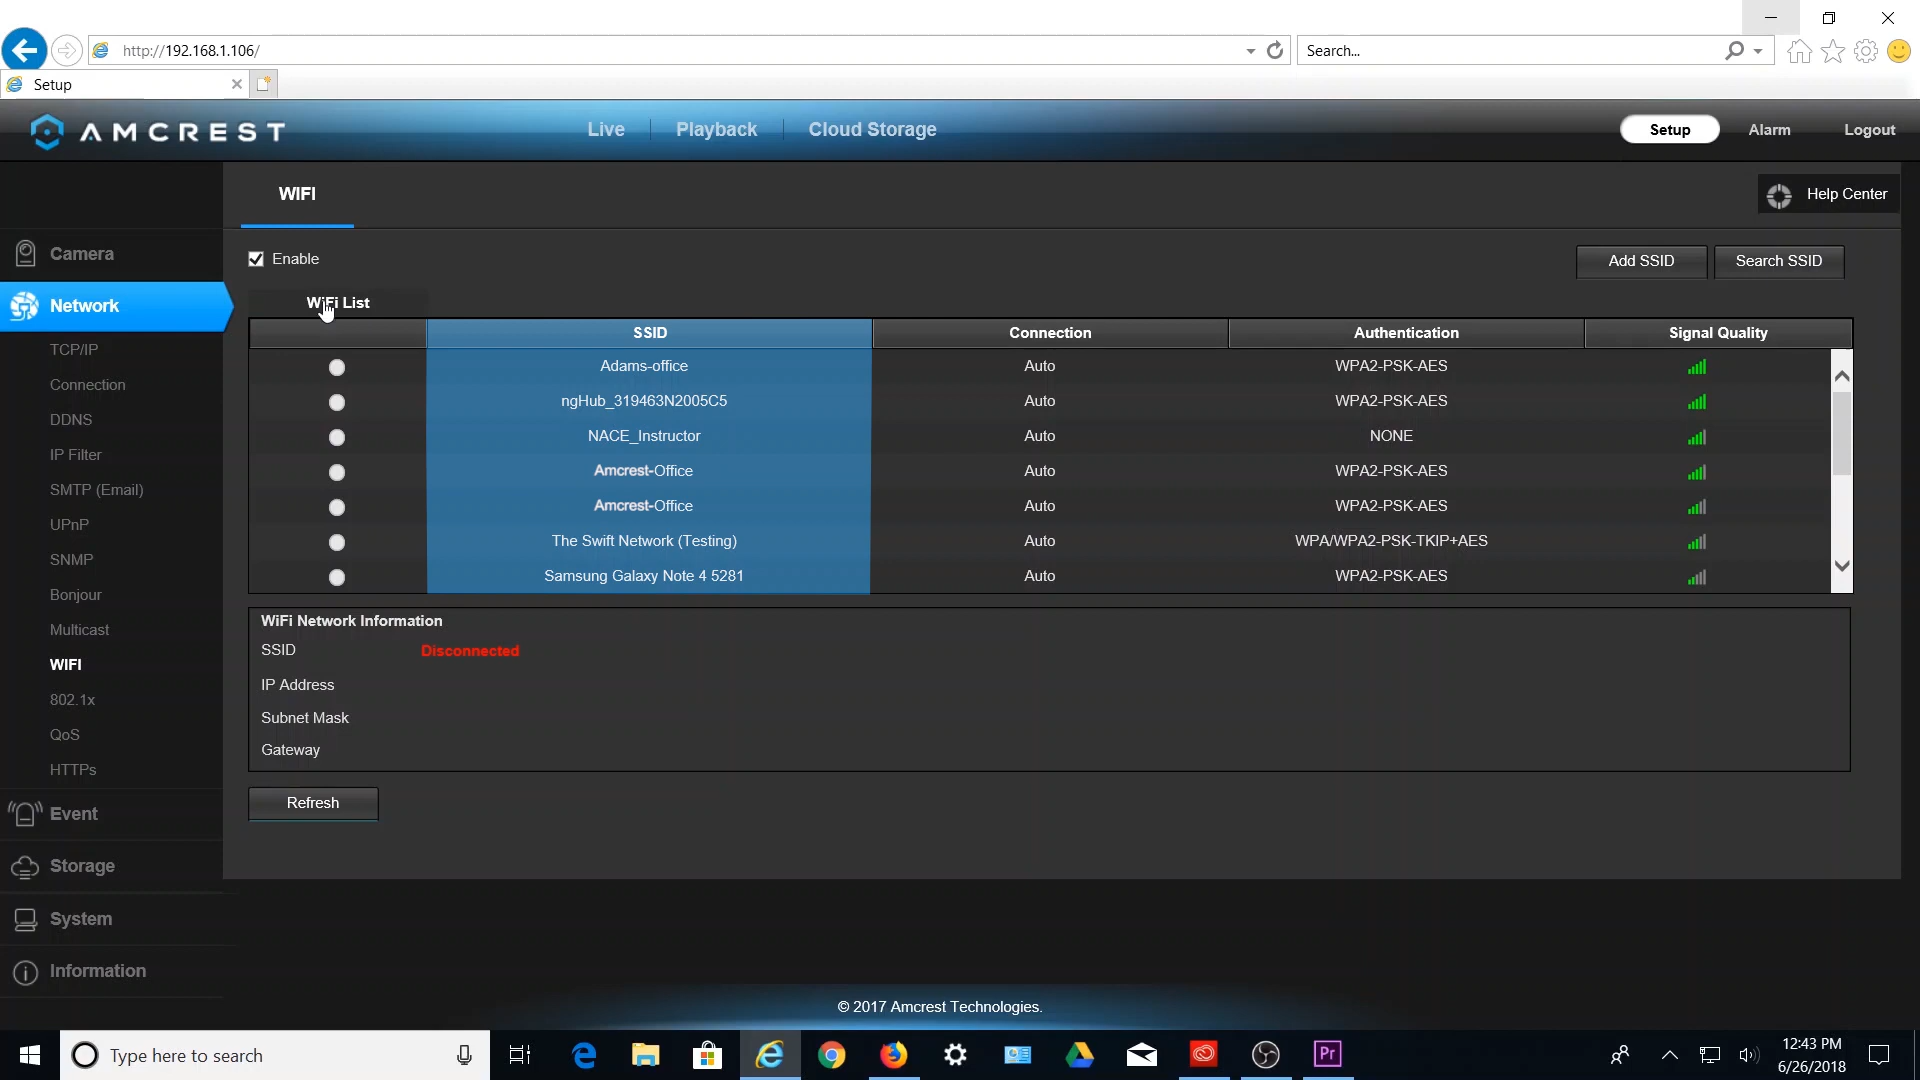 http://192.168.1.106/
Search...
Setup
AMCREST
Live
Playback
Cloud Storage
Setup
Alarm
Logout
WIFI
Help Center
Camera
Network
TCP/IP
Connection
DDNS
IP Filter
SMTP (Email)
UPnP
SNMP
Bonjour
Multicast
WIFI
802.1x
QoS
HTTPs
Event
Storage
System
Information
Enable
Add SSID
Search SSID
WiFi List
SSID Connection Authentication Signal Quality
Adams-office Auto WPA2-PSK-AES
ngHub_319463N2005C5 Auto WPA2-PSK-AES
NACE_Instructor Auto NONE
Amcrest-Office Auto WPA2-PSK-AES
Amcrest-Office Auto WPA2-PSK-AES
The Swift Network (Testing) Auto WPA/WPA2-PSK-TKIP+AES
Samsung Galaxy Note 4 5281 Auto WPA2-PSK-AES
WiFi Network Information
SSID Disconnected
IP Address
Subnet Mask
Gateway
Refresh
© 2017 Amcrest Technologies.
Type here to search
Pr
12:43 PM
6/26/2018